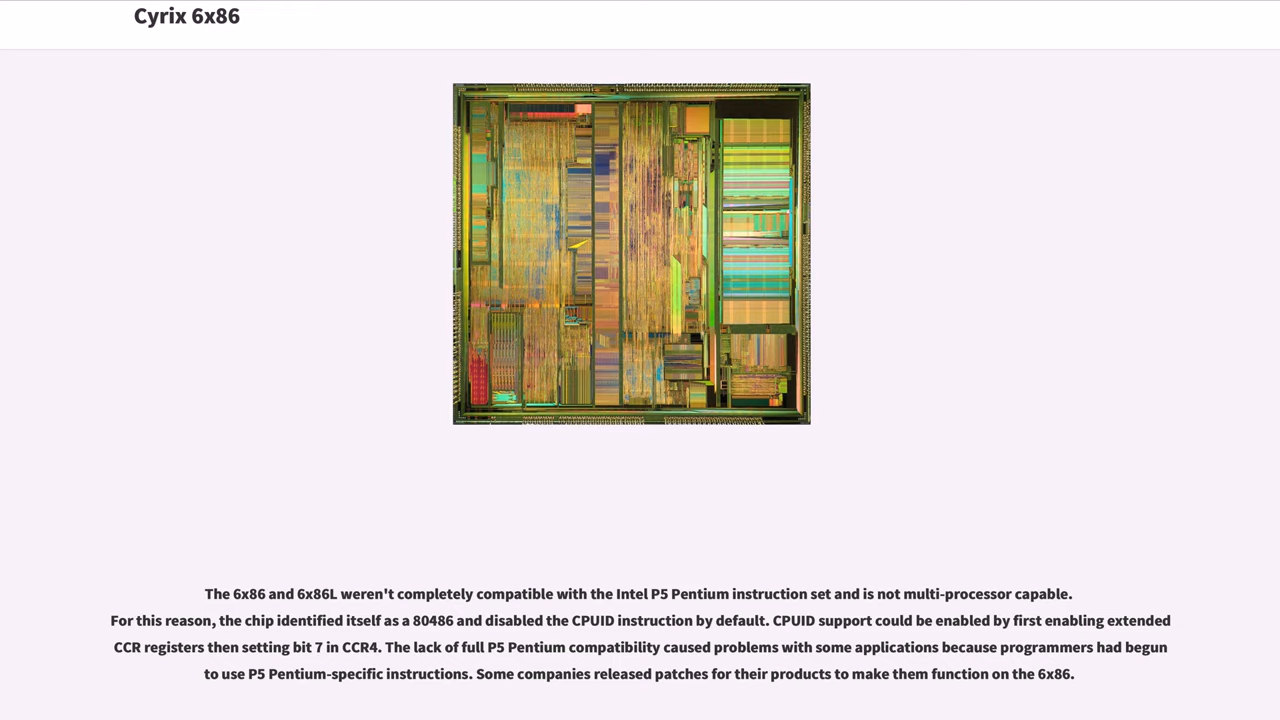 Cyrix 6x86
The 6x86 and 6x86L weren't completely compatible with the Intel P5 Pentium instruction set and is not multi-processor capable.
For this reason, the chip identified itself as a 80486 and disabled the CPUID instruction by default. CPUID support could be enabled by first enabling extended
CCR registers then setting bit 7 in CCR4. The lack of full P5 Pentium compatibility caused problems with some applications because programmers had begun
to use P5 Pentium-specific instructions. Some companies released patches for their products to make them function on the 6x86.